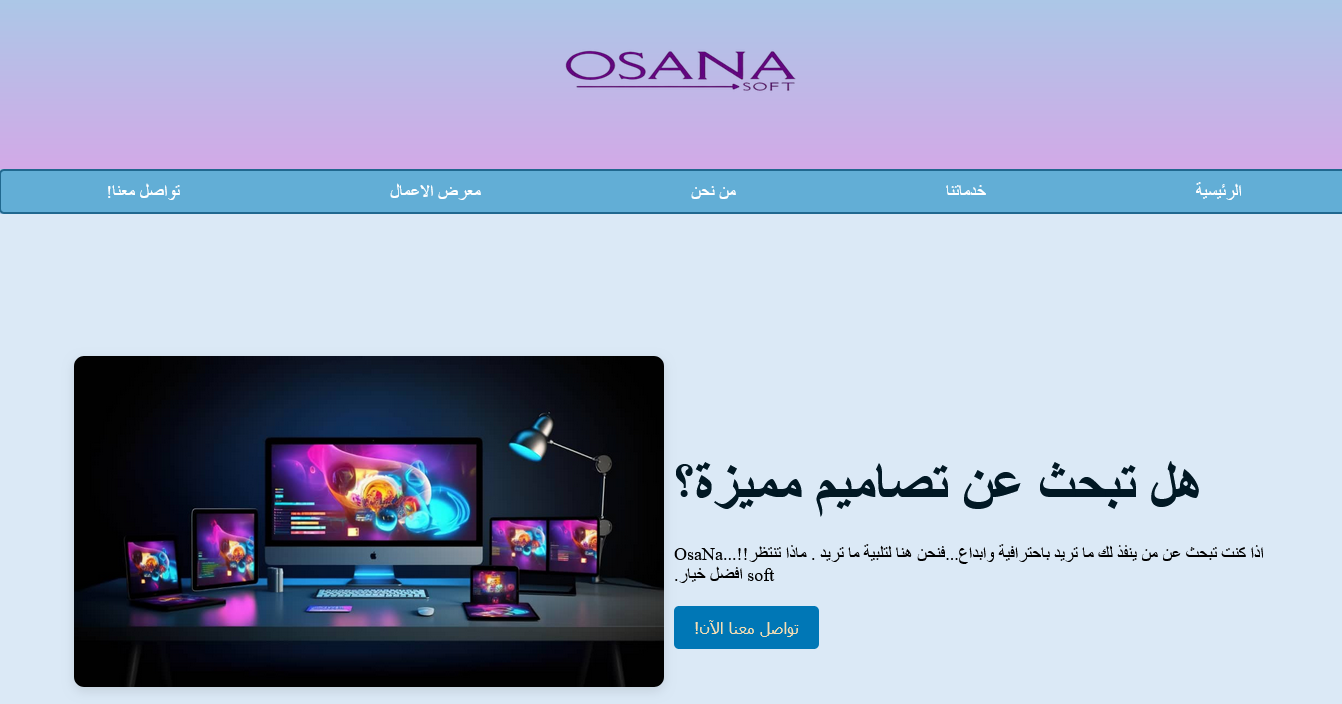 OSANA
SOFT
الرئيسية
خدماتنا
من نحن
معرض الاعمال
تواصل معنا!
هل تبحث عن تصاميم مميزة؟
اذا كنت تبحث عن من ينفذ لك ما تريد باحترافية وابداع...فنحن هنا لتلبية ما تريد . ماذا تنتظر!!...OsaNa
soft افضل خيار.
تواصل معنا الآن!